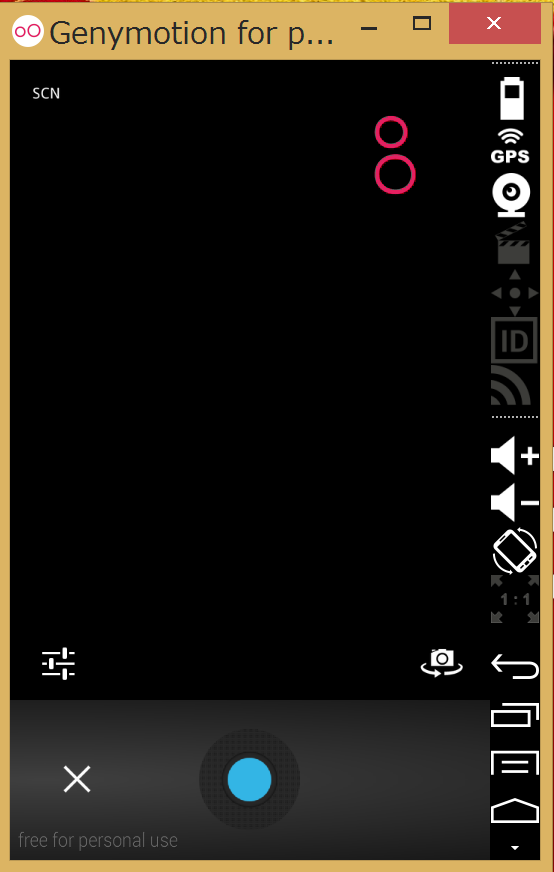 Genymotion for p...
SCN
GPS
ID
1:1
free for personal use